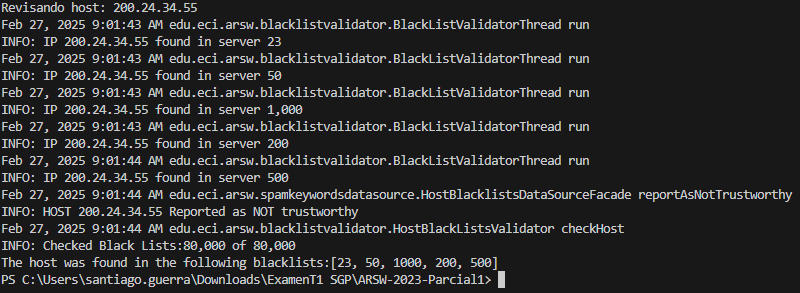 Revisando host: 200.24.34.55
Feb 27, 2025 9:01:43 AM edu.eci.arsw.blacklistvalidator.BlackListValidatorThread run
INFO: IP 200.24.34.55 found in server 23
Feb 27, 2025 9:01:43 AM edu.eci.arsw.blacklistvalidator.BlackListValidatorThread run
INFO: IP 200.24.34.55 found in server 50
Feb 27, 2025 9:01:43 AM edu.eci.arsw.blacklistvalidator.BlackListValidatorThread run
INFO: IP 200.24.34.55 found in server 1,000
Feb 27, 2025 9:01:43 AM edu.eci.arsw.blacklistvalidator.BlackListValidatorThread run
INFO: IP 200.24.34.55 found in server 200
Feb 27, 2025 9:01:44 AM edu.eci.arsw.blacklistvalidator.BlackListValidatorThread run
INFO: IP 200.24.34.55 found in server 500
Feb 27, 2025 9:01:44 AM edu.eci.arsw.spamkeywordsdatasource.HostBlacklistsDataSourceFacade reportAsNotTrustworthy
INFO: HOST 200.24.34.55 Reported as NOT trustworthy
Feb 27, 2025 9:01:44 AM edu.eci.arsw.blacklistvalidator.HostBlackListsValidator checkHost
INFO: Checked Black Lists:80,000 of 80,000
The host was found in the following blacklists:[23, 50, 1000, 200, 500]
PS C:\Users\santiago.guerra\Downloads\ExamenT1 SGP\ARSW-2023-Parcial1>